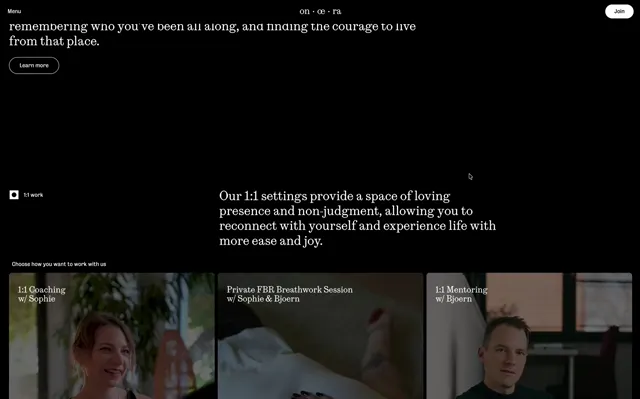 Menu
on · œ · ra
Join
remembering who you've been all along, and finding the courage to live
from that place.
Learn more
1:1 work
Our 1:1 settings provide a space of loving
presence and non-judgment, allowing you to
reconnect with yourself and experience life with
more ease and joy.
Choose how you want to work with us
1:1 Coaching
w/ Sophie
Private FBR Breathwork Session
w/ Sophie & Bjoern
1:1 Mentoring
w/ Bjoern